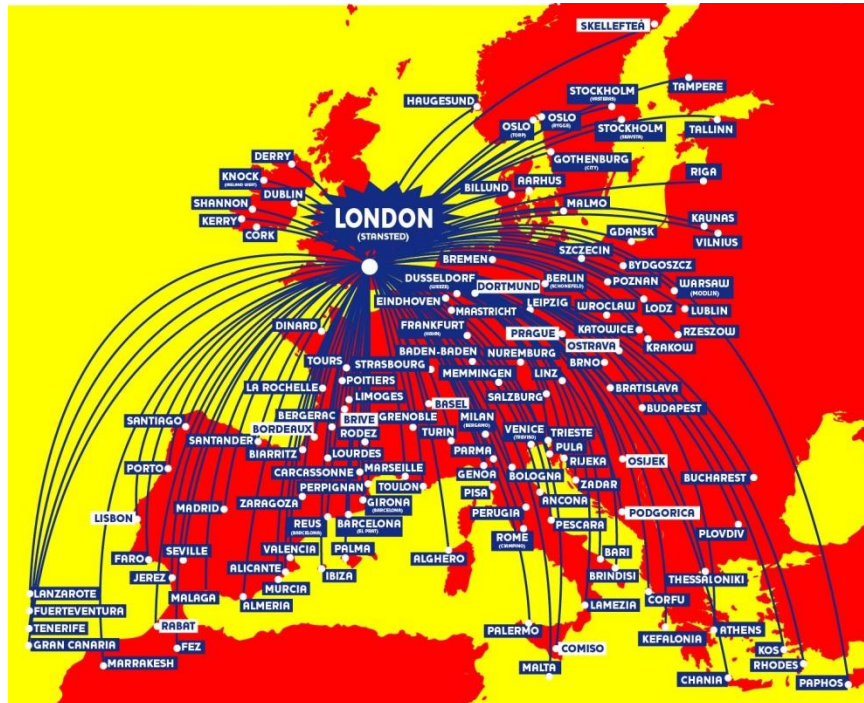 SKELLEFTEÅ
TAMPERE
HAUGESUND
STOCKHOLM
(VASTERAS)
OSLO
(TORP)
OSLO
(RYGGE)
STOCKHOLM
(SKAVSTA)
TALLINN
DERRY
GOTHENBURG
(CITY)
KNOCK
(IRELAND WEST)
RIGA
DUBLIN
BILLUND
AARHUS
SHANNON
LONDON
(STANSTED)
MALMO
KERRY
KAUNAS
CORK
GDANSK
VILNIUS
BREMEN
SZCZECIN
BYDGOSZCZ
DUSSELDORF
(WEEZE)
DORTMUND
BERLIN
(SCHONEFELD)
POZNAN
WARSAW
(MODLIN)
EINDHOVEN
MAASTRICHT
LEIPZIG
WROCLAW
LODZ
LUBLIN
DINARD
FRANKFURT
(HAHN)
PRAGUE
KATOWICE
RZESZOW
OSTRAVA
KRAKOW
TOURS
STRASBOURG
BADEN-BADEN
NUREMBURG
BRNO
POITIERS
MEMMINGEN
LINZ
LA ROCHELLE
LIMOGES
SALZBURG
BRATISLAVA
BASEL
BUDAPEST
SANTIAGO
BERGERAC
BRIVE
GRENOBLE
MILAN
(BERGAMO)
BORDEAUX
RODEZ
TURIN
VENICE
(TREVISO)
TRIESTE
SANTANDER
BIARRITZ
LOURDES
PARMA
PULA
PORTO
CARCASSONNE
MARSEILLE
GENOA
BOLOGNA
RIJEKA
OSIJEK
PERPIGNAN
TOULON
PISA
ZADAR
BUCHAREST
LISBON
MADRID
ZARAGOZA
GIRONA
(BARCELONA)
ANCONA
PERUGIA
PODGORICA
REUS
(BARCELONA)
BARCELONA
(EL PRAT)
PESCARA
PLOVDIV
ROME
(CIAMPINO)
FARO
SEVILLE
VALENCIA
PALMA
ALGHERO
BARI
JEREZ
ALICANTE
IBIZA
BRINDISI
THESSALONIKI
LANZAROTE
MALAGA
MURCIA
ALMERIA
LAMEZIA
CORFU
FUERTEVENTURA
TENERIFE
RABAT
PALERMO
KEFALONIA
ATHENS
GRAN CANARIA
FEZ
COMISO
KOS
MARRAKESH
MALTA
RHODES
CHANIA
PAPHOS